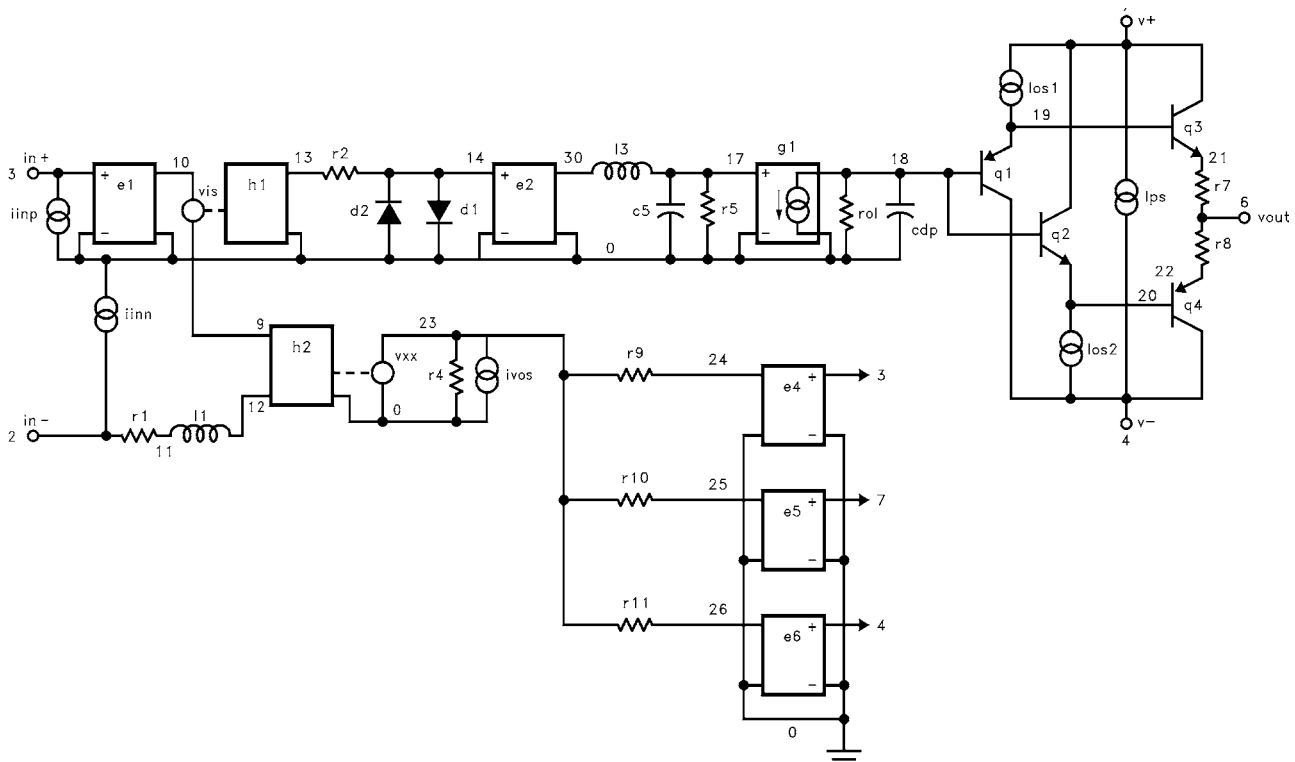 v+
Ios1
19
q3
in+
3
10
e1
+
−
vis
iinp
13
h1
r2
14
d2
d1
30
e2
+
−
l3
c5
r5
17
g1
+
−
0
18
rol
cdp
q1
q2
Ips
21
r7
6
vout
r8
22
20
q4
Ios2
v−
4
iinn
9
h2
23
vxx
r4
ivos
0
in−
2
r1
11
l1
12
r9
24
e4
+
−
3
r10
25
e5
+
−
7
r11
26
e6
+
−
4
0